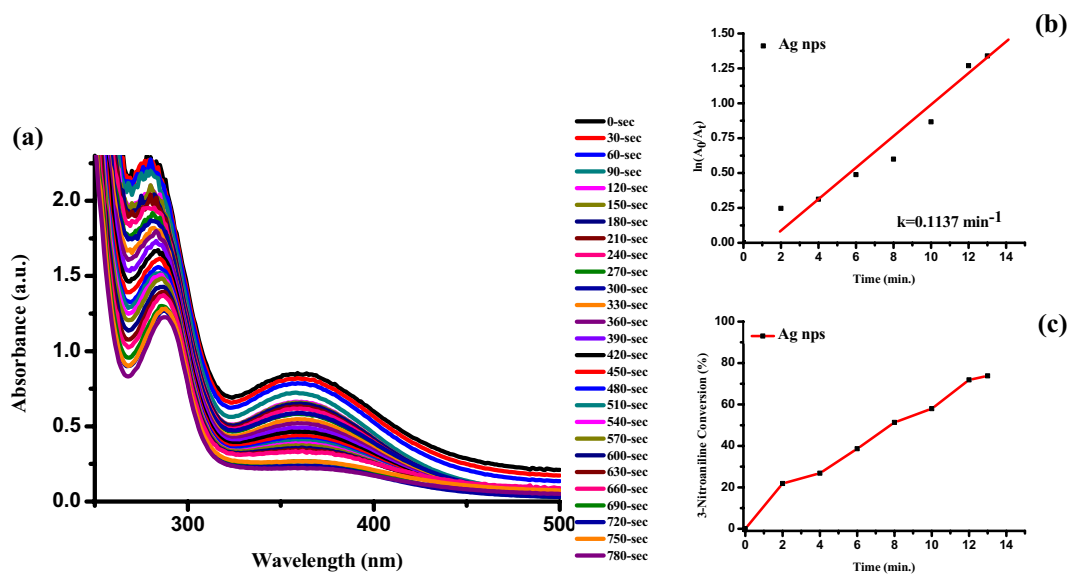 (a)
Absorbance (a.u.)
2.0
1.5
1.0
0.5
0.0
300
400
500
Wavelength (nm)
0-sec
30-sec
60-sec
90-sec
120-sec
150-sec
180-sec
210-sec
240-sec
270-sec
300-sec
330-sec
360-sec
390-sec
420-sec
450-sec
480-sec
510-sec
540-sec
570-sec
600-sec
630-sec
660-sec
690-sec
720-sec
750-sec
780-sec
(b)
Ag nps
ln(A0/At)
1.50
1.25
1.00
0.75
0.50
0.25
0.00
k=0.1137 min-1
0 2 4 6 8 10 12 14
Time (min.)
(c)
Ag nps
3-Nitroaniline Conversion (%)
100
80
60
40
20
0
0 2 4 6 8 10 12 14
Time (min.)